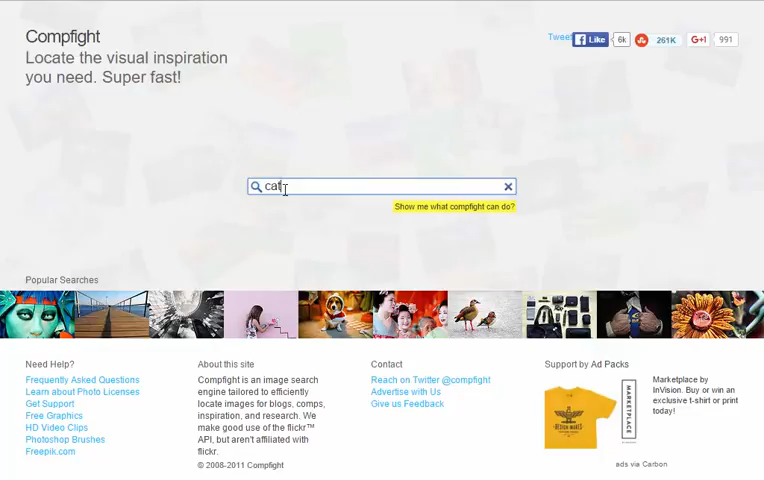 Compfight
Locate the visual inspiration
you need. Super fast!
Tweet
Like
6k
261K
+1
991
cat
Show me what compfight can do?
Popular Searches
Need Help?
Frequently Asked Questions
Learn about Photo Licenses
Get Support
Free Graphics
HD Video Clips
Photoshop Brushes
Freepik.com
About this site
Compfight is an image search
engine tailored to efficiently
locate images for blogs, comps,
inspiration, and research. We
make good use of the flickr™
API, but aren't affiliated with
flickr.
© 2008-2011 Compfight
Contact
Reach on Twitter @compfight
Advertise with Us
Give us Feedback
Support by Ad Packs
MARKETPLACE
Marketplace by
InVision. Buy or win an
exclusive t-shirt or print
today!
ads via Carbon